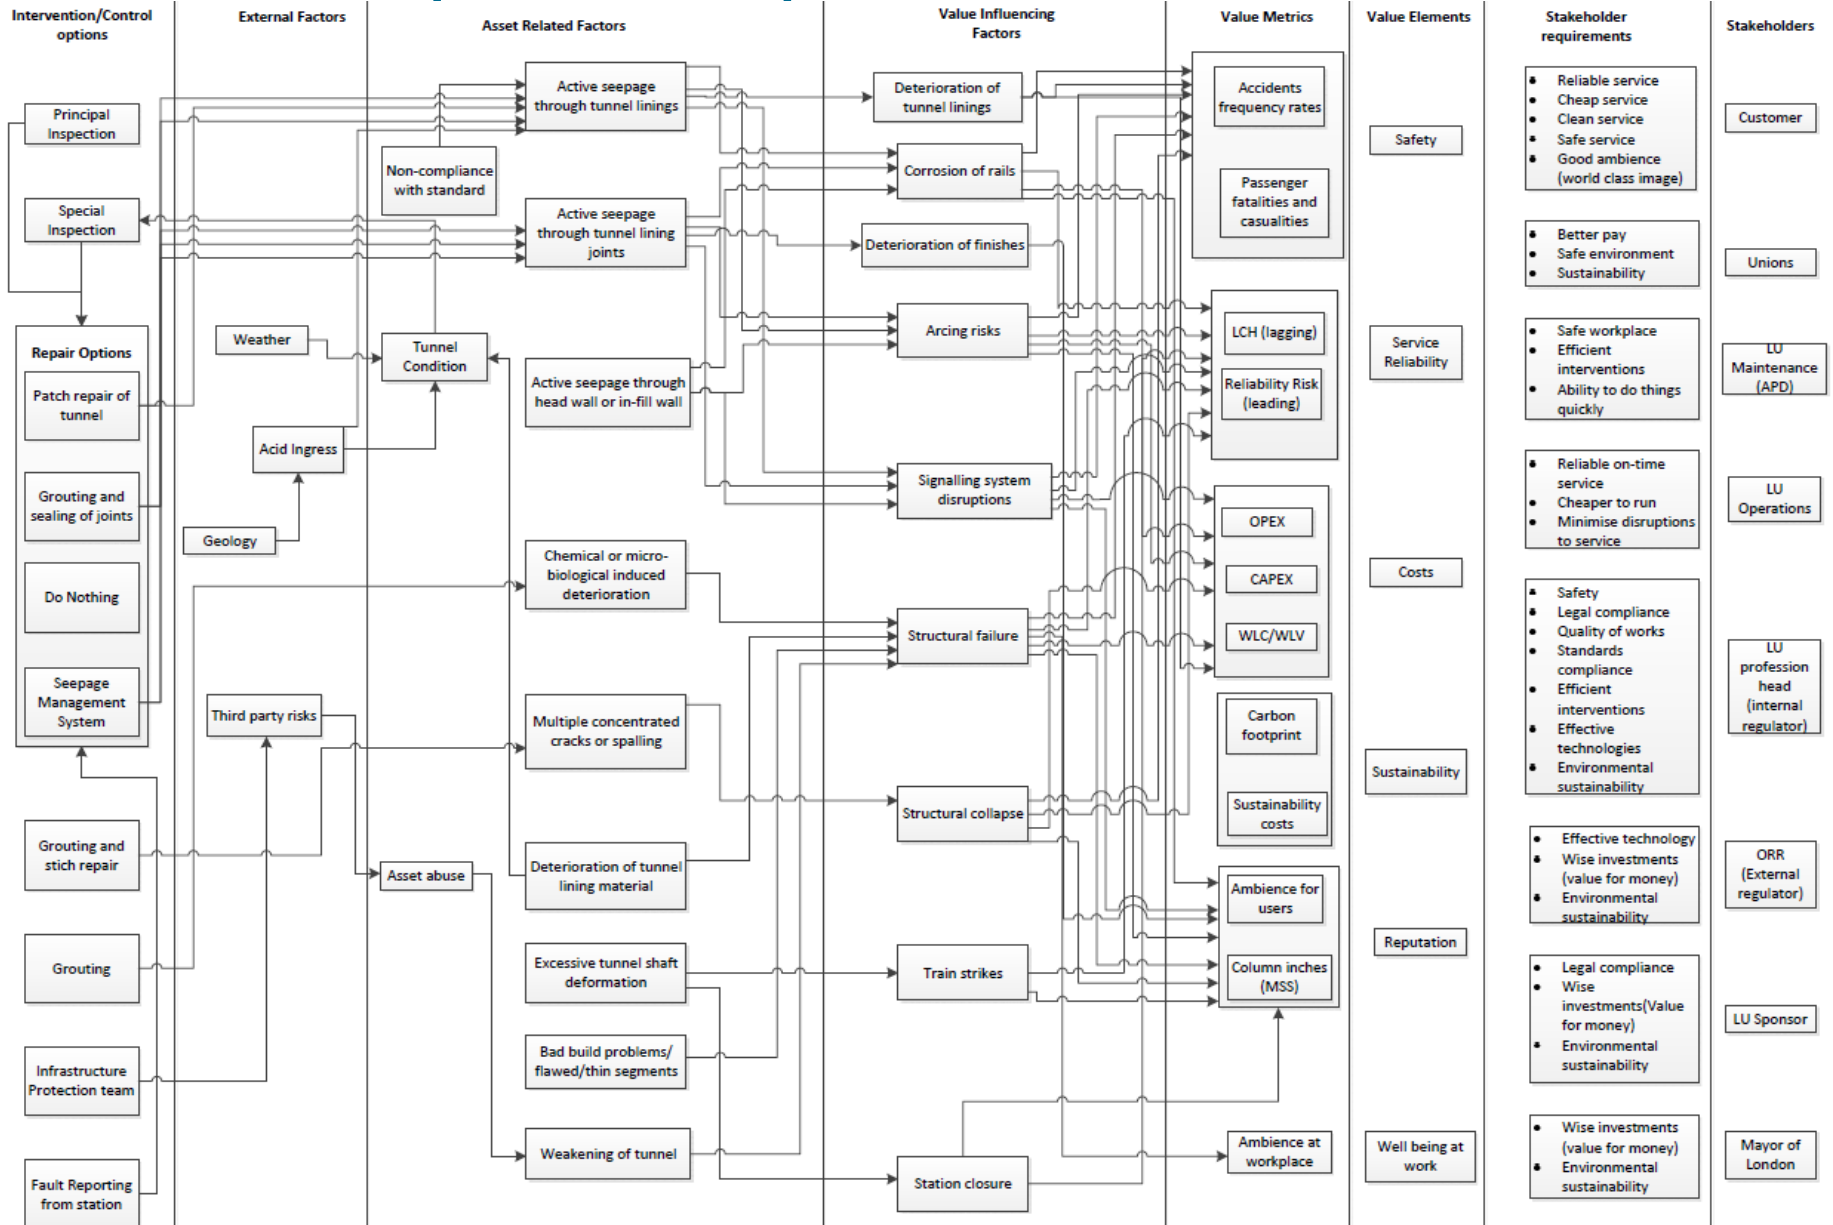 Intervention/Control
options
External Factors
Asset Related Factors
Value Influencing
Factors
Value Metrics
Value Elements
Stakeholder
requirements
Stakeholders
Principal
Inspection
Special
Inspection
Repair Options
Patch repair of
tunnel
Grouting and
sealing of joints
Do Nothing
Seepage
Management
System
Grouting and
stich repair
Grouting
Infrastructure
Protection team
Fault Reporting
from station
Weather
Acid Ingress
Geology
Third party risks
Active seepage
through tunnel linings
Non-compliance
with standard
Active seepage
through tunnel lining
joints
Tunnel
Condition
Active seepage through
head wall or in-fill wall
Chemical or micro-
biological induced
deterioration
Multiple concentrated
cracks or spalling
Asset abuse
Deterioration of tunnel
lining material
Excessive tunnel shaft
deformation
Bad build problems/
flawed/thin segments
Weakening of tunnel
Deterioration of
tunnel linings
Corrosion of rails
Deterioration of finishes
Arcing risks
Signalling system
disruptions
Structural failure
Structural collapse
Train strikes
Station closure
Accidents
frequency rates
Passenger
fatalities and
casualities
LCH (lagging)
Reliability Risk
(leading)
OPEX
CAPEX
WLC/WLV
Carbon
footprint
Sustainability
costs
Ambience for
users
Column inches
(MSS)
Ambience at
workplace
Safety
Service
Reliability
Costs
Sustainability
Reputation
Well being at
work
• Reliable service
• Cheap service
• Clean service
• Safe service
• Good ambience
(world class image)
• Better pay
• Safe environment
• Sustainability
• Safe workplace
• Efficient
interventions
• Ability to do things
quickly
• Reliable on-time
service
• Cheaper to run
• Minimise disruptions
to service
• Safety
• Legal compliance
• Quality of works
• Standards
compliance
• Efficient
interventions
• Effective
technologies
• Environmental
sustainability
• Effective technology
• Wise investments
(value for money)
• Environmental
sustainability
• Legal compliance
• Wise
investments(Value
for money)
• Environmental
sustainability
• Wise investments
(value for money)
• Environmental
sustainability
Customer
Unions
LU
Maintenance
(APD)
LU
Operations
LU
profession
head
(internal
regulator)
ORR
(External
regulator)
LU Sponsor
Mayor of
London